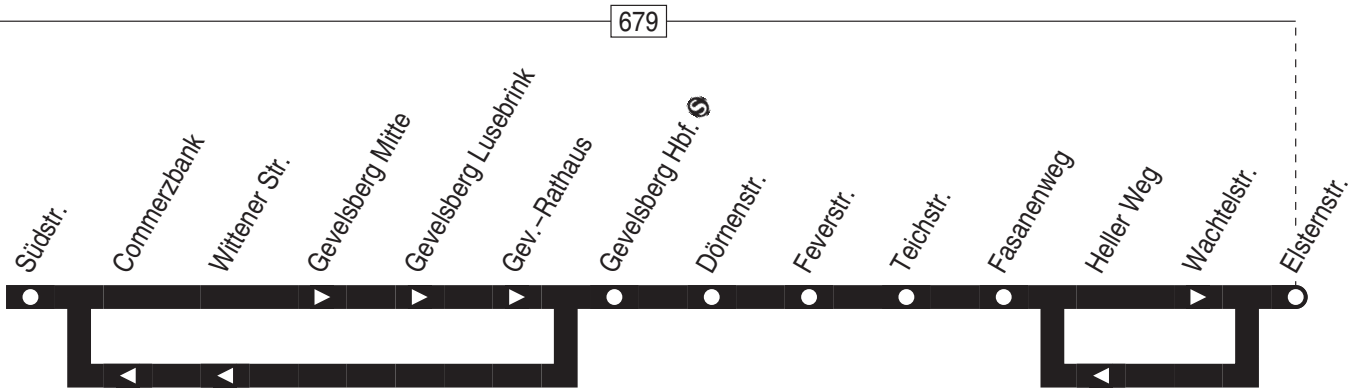 679
Südstr.
Commerzbank
Wittener Str.
Gevelsberg Mitte
Gevelsberg Lusebrink
Gev.-Rathaus
Gevelsberg Hbf. S
Dörnenstr.
Feverstr.
Teichstr.
Fasanenweg
Heller Weg
Wachtelstr.
Elsternstr.